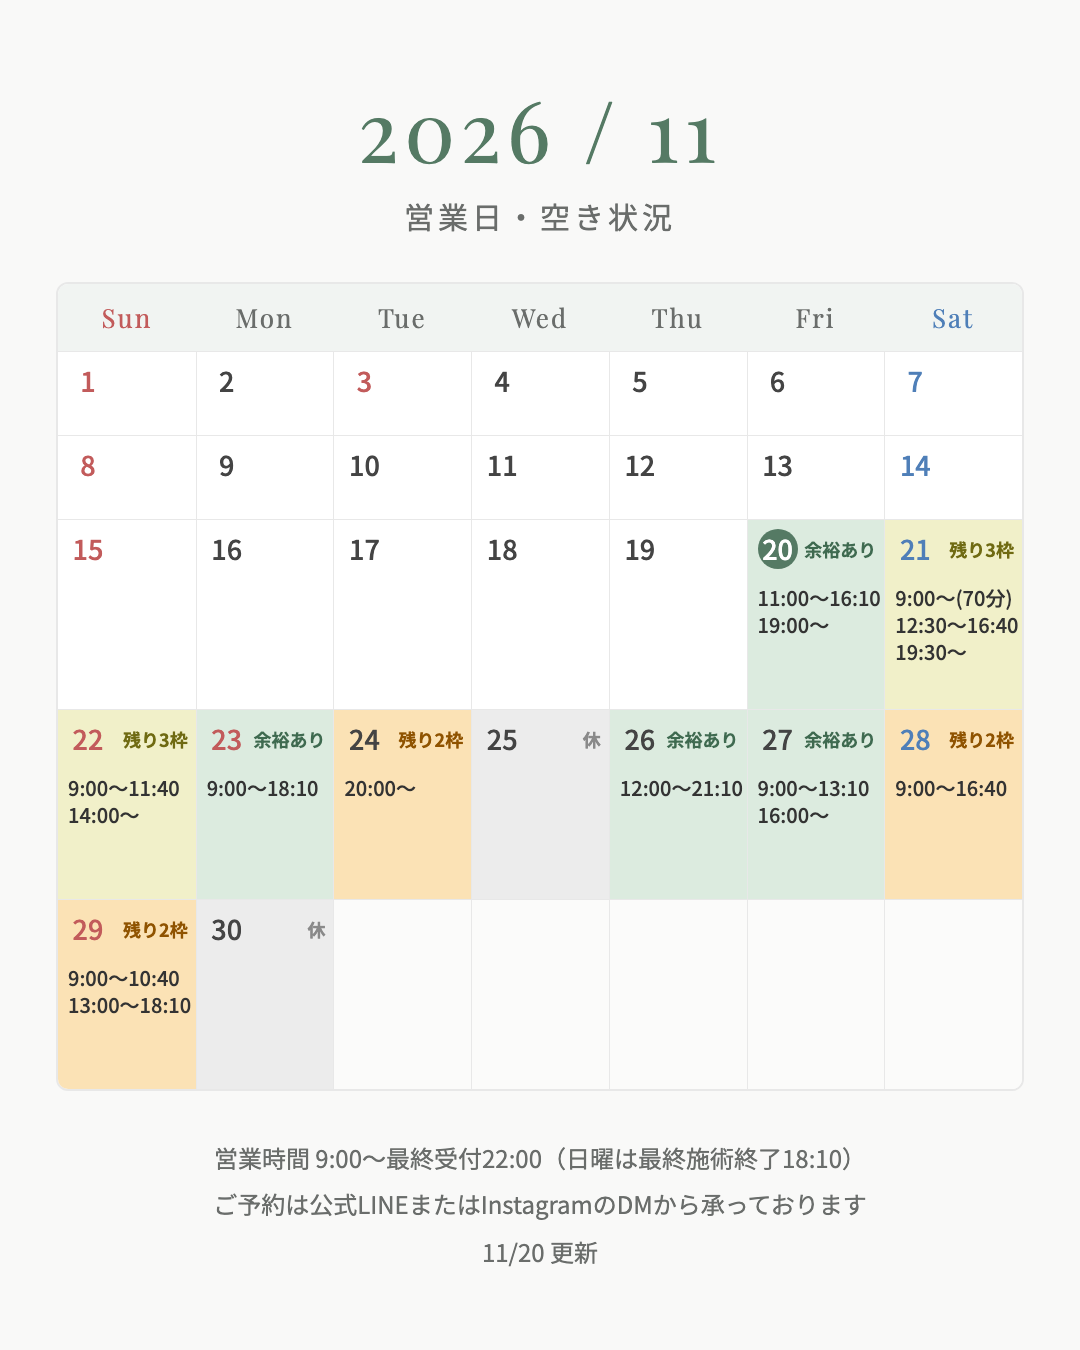 2026 / 11
営業日・空き状況
Sun Mon Tue Wed Thu Fri Sat
1 2 3 4 5 6 7
8 9 10 11 12 13 14
15 16 17 18 19
20 余裕あり
11:00〜16:10
19:00〜
21 残り3枠
9:00〜(70分)
12:30〜16:40
19:30〜
22 残り3枠
9:00〜11:40
14:00〜
23 余裕あり
9:00〜18:10
24 残り2枠
20:00〜
25 休
26 余裕あり
12:00〜21:10
27 余裕あり
9:00〜13:10
16:00〜
28 残り2枠
9:00〜16:40
29 残り2枠
9:00〜10:40
13:00〜18:10
30 休
営業時間 9:00〜最終受付22:00（日曜は最終施術終了18:10）
ご予約は公式LINEまたはInstagramのDMから承っております
11/20 更新